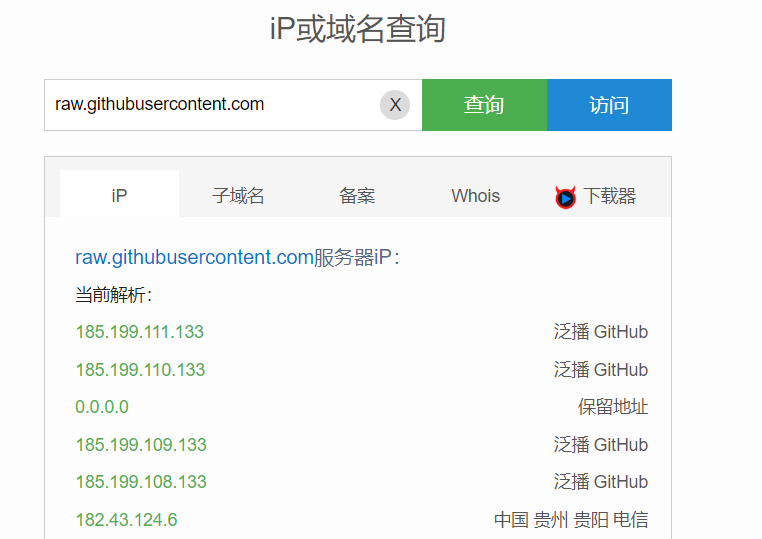 iP或域名查询
raw.githubusercontent.com X 查询 访问
iP 子域名 备案 Whois 下载器
raw.githubusercontent.com服务器iP：
当前解析：
185.199.111.133 泛播 GitHub
185.199.110.133 泛播 GitHub
0.0.0.0 保留地址
185.199.109.133 泛播 GitHub
185.199.108.133 泛播 GitHub
182.43.124.6 中国 贵州 贵阳 电信